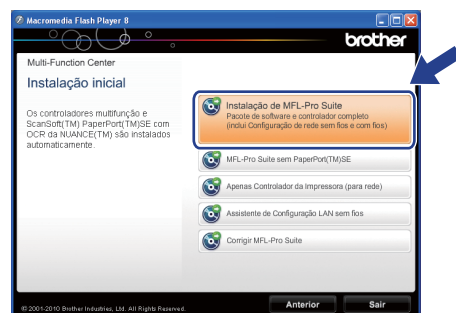 Macromedia Flash Player 8
brother
Multi-Function Center
Instalação inicial
Os controladores multifunção e
ScanSoft(TM) PaperPort(TM)SE com
OCR da NUANCE(TM) são instalados
automaticamente.
Instalação de MFL-Pro Suite
Pacote de software e controlador completo
(inclui Configuração de rede sem fios e com fios)
MFL-Pro Suite sem PaperPort(TM)SE
Apenas Controlador da Impressora (para rede)
Assistente de Configuração LAN sem fios
Corrigir MFL-Pro Suite
© 2001-2010 Brother Industries, Ltd. All Rights Reserved.
Anterior
Sair